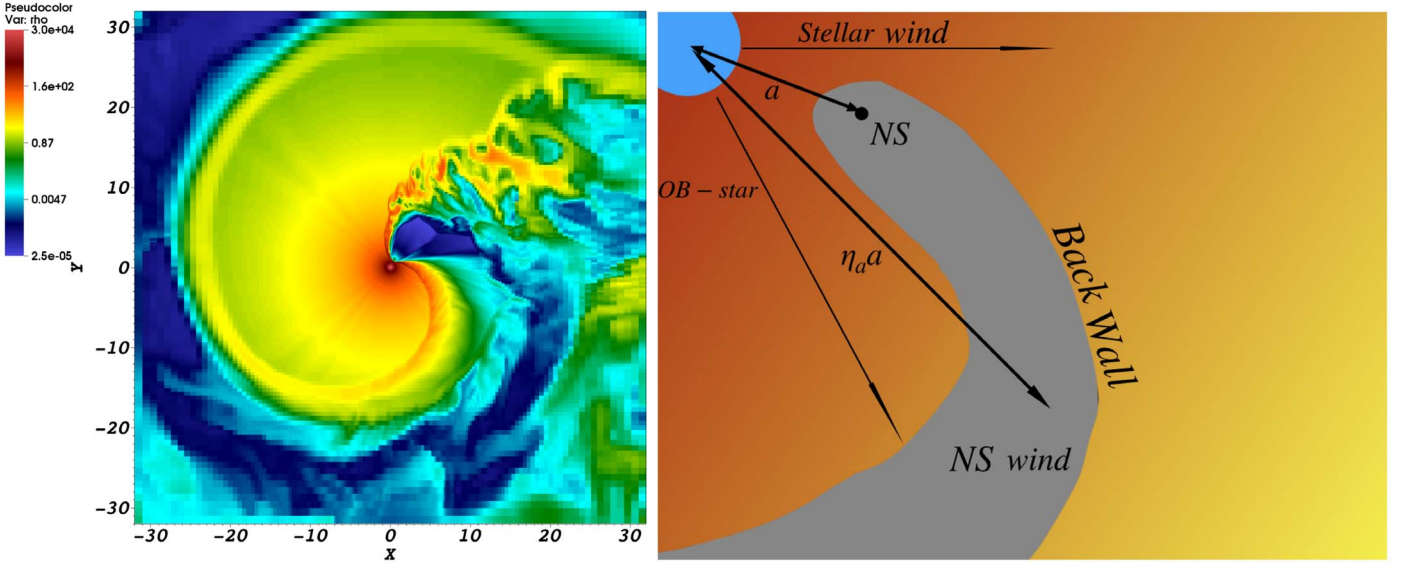 Pseudocolor
Var: rho
3.0e+04
1.6e+02
0.87
0.0047
2.5e-05
30
20
10
0
−10
−20
−30
Y
−30 −20 −10 0 10 20 30
X
Stellar wind
a
NS
OB − star
ηₐa
Back Wall
NS wind